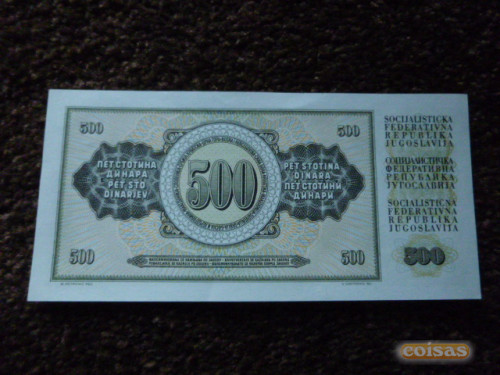 500
500
ПЕТ СТОТИНА
ДИНАРА
PET STO
DINARJEV
500
PET STOTINA
DINARA
ПЕТСТОТИНИ
ДИНАРИ
SOCIJALISTIČKA
FEDERATIVNA
REPUBLIKA
JUGOSLAVIJA
СОЦИЈАЛИСТИЧКА
ФЕДЕРАТИВНА
РЕПУБЛИКА
ЈУГОСЛАВИЈА
SOCIALISTIČNA
FEDERATIVNA
REPUBLIKA
JUGOSLAVIJA
500
500
500
coisas